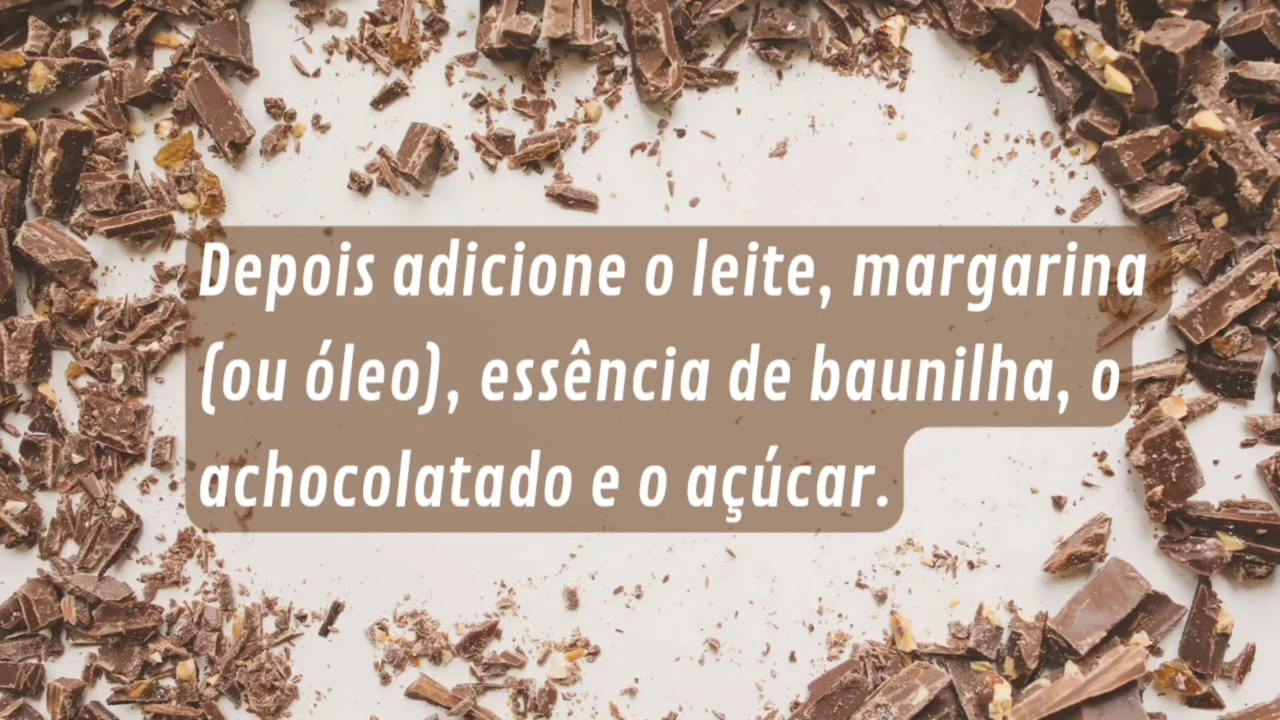 Depois adicione o leite, margarina
(ou óleo), essência de baunilha, o
achocolatado e o açúcar.